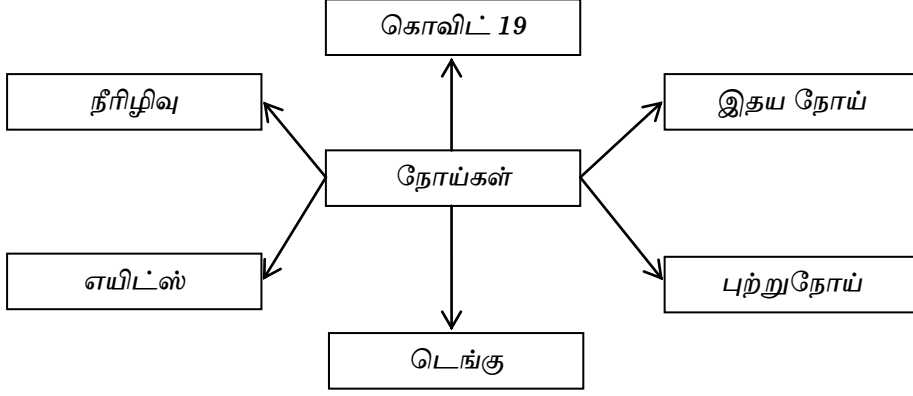 கொவிட் 19
நீரிழிவு
இதய நோய்
நோய்கள்
எயிட்ஸ்
புற்றுநோய்
டெங்கு